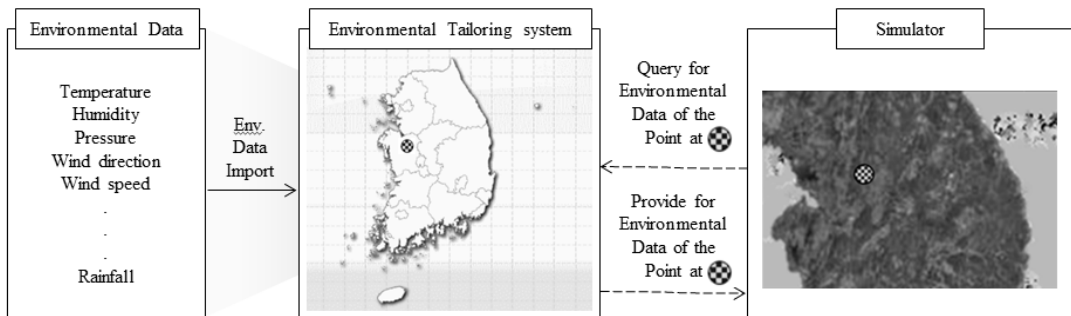 Environmental Data
Temperature
Humidity
Pressure
Wind direction
Wind speed
.
.
.
Rainfall
Env.
Data
Import
Environmental Tailoring system
Query for
Environmental
Data of the
Point at
Provide for
Environmental
Data of the
Point at
Simulator